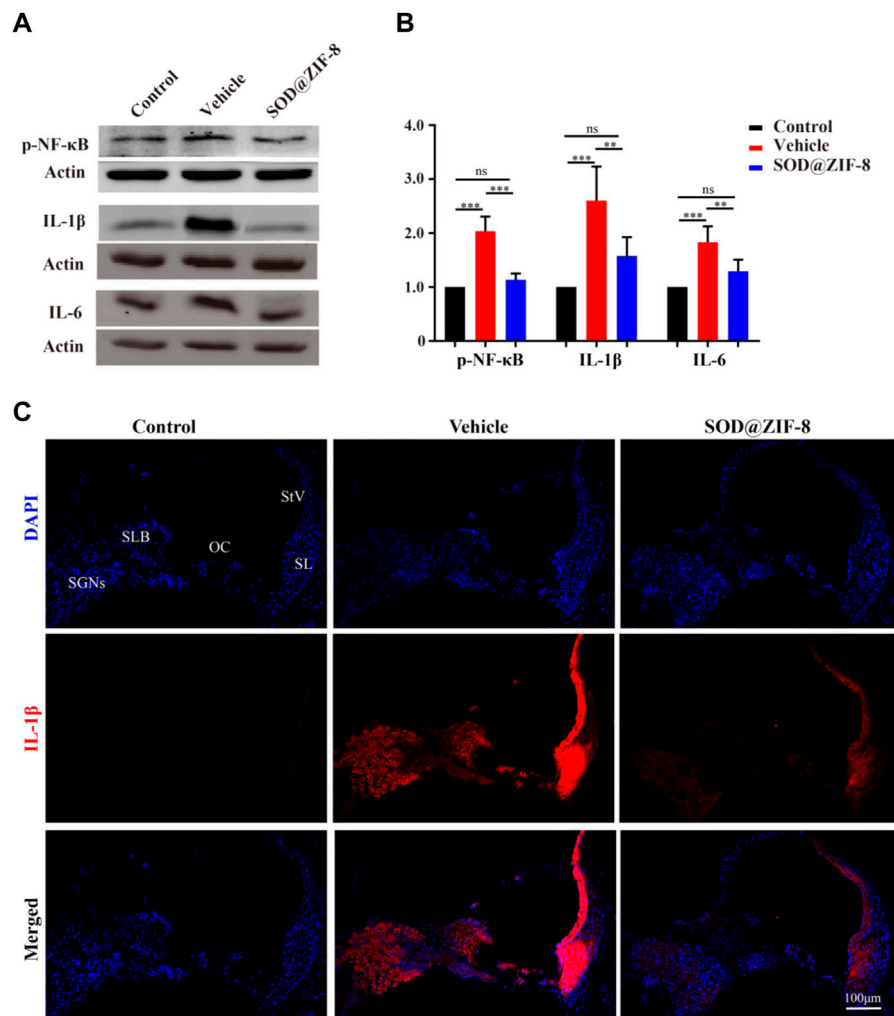 A
Control
Vehicle
SOD@ZIF-8
p-NF-κB
Actin
IL-1β
Actin
IL-6
Actin
B
4.0
3.0
2.0
1.0
0
ns
***
***
ns
***
**
ns
***
**
p-NF-κB
IL-1β
IL-6
Control
Vehicle
SOD@ZIF-8
C
Control
Vehicle
SOD@ZIF-8
DAPI
StV
SLB
OC
SL
SGNs
IL-1β
Merged
100μm